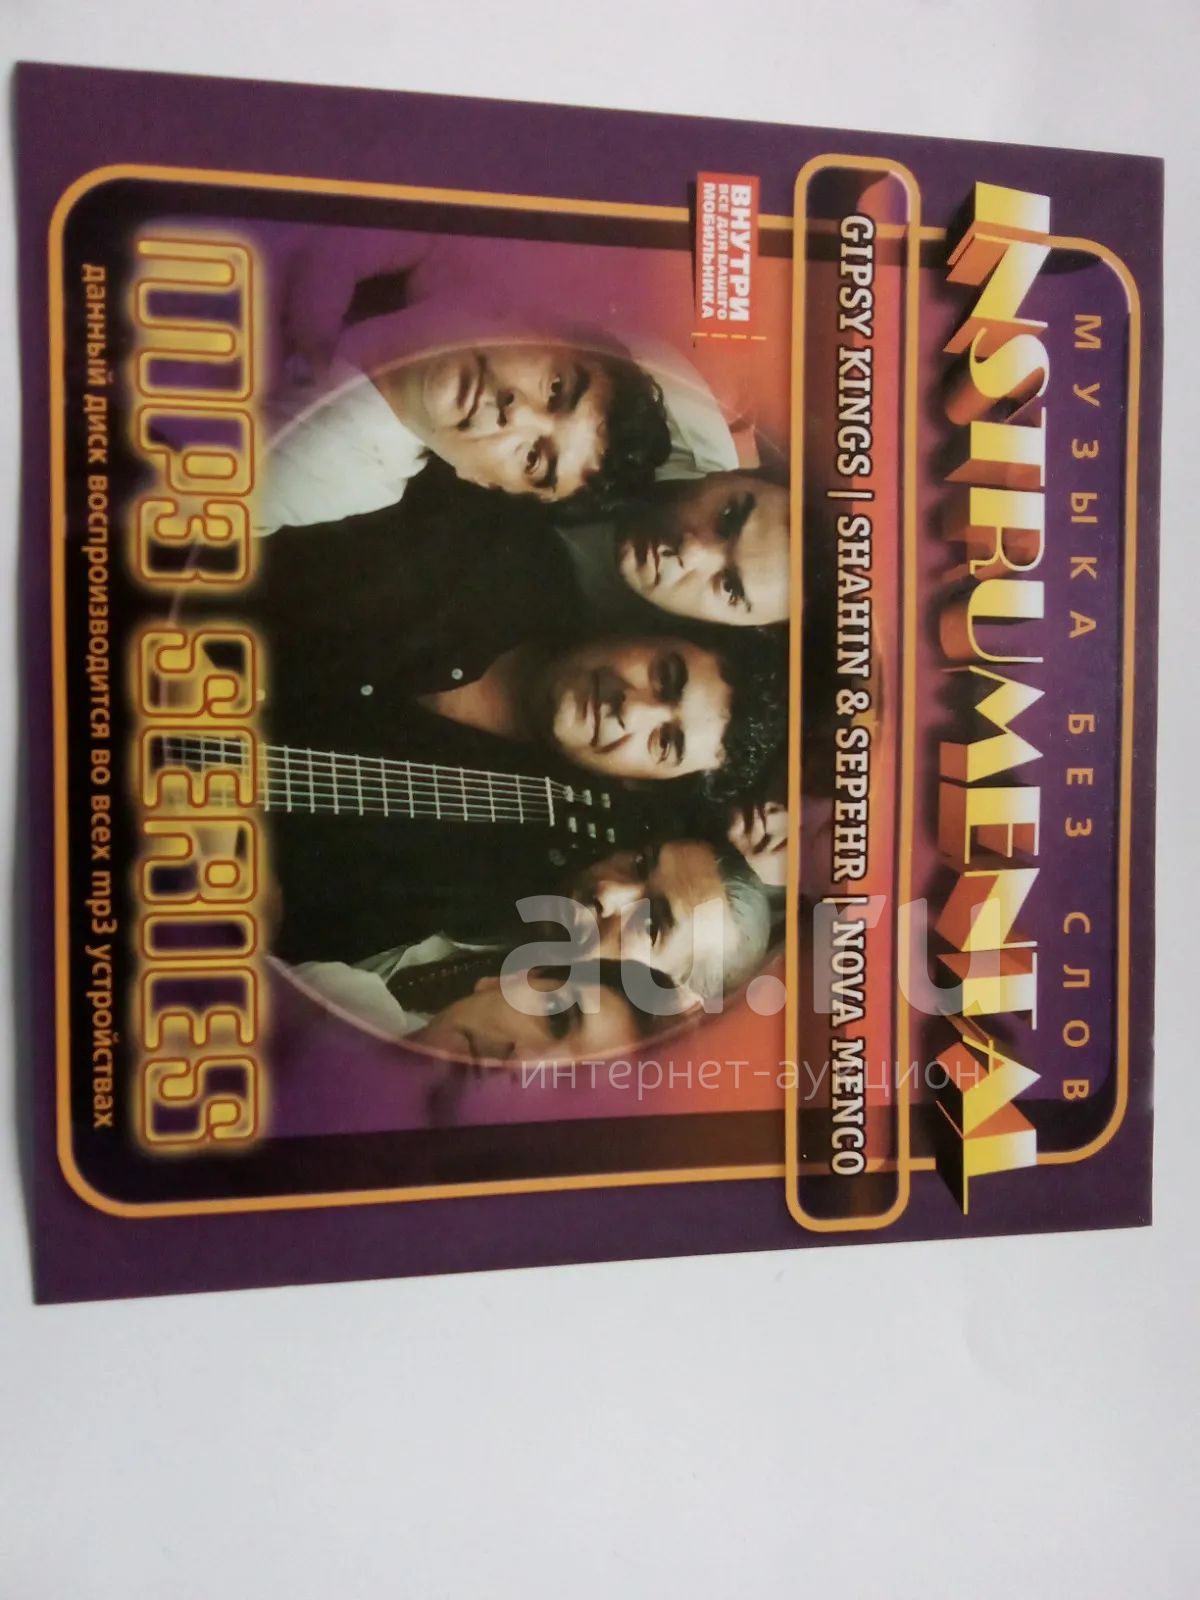 МУЗЫКА БЕЗ СЛОВ
INSTRUMENTAL
GIPSY KINGS | SHAHIN & SEPEHR | NOVA MENCO
ВНУТРИ
ВСЕ ДЛЯ ВАШЕГО
МОБИЛЬНИКА
MP3 SERIES
данный диск воспроизводится во всех mp3 устройствах
au.ru
интернет-аукцион